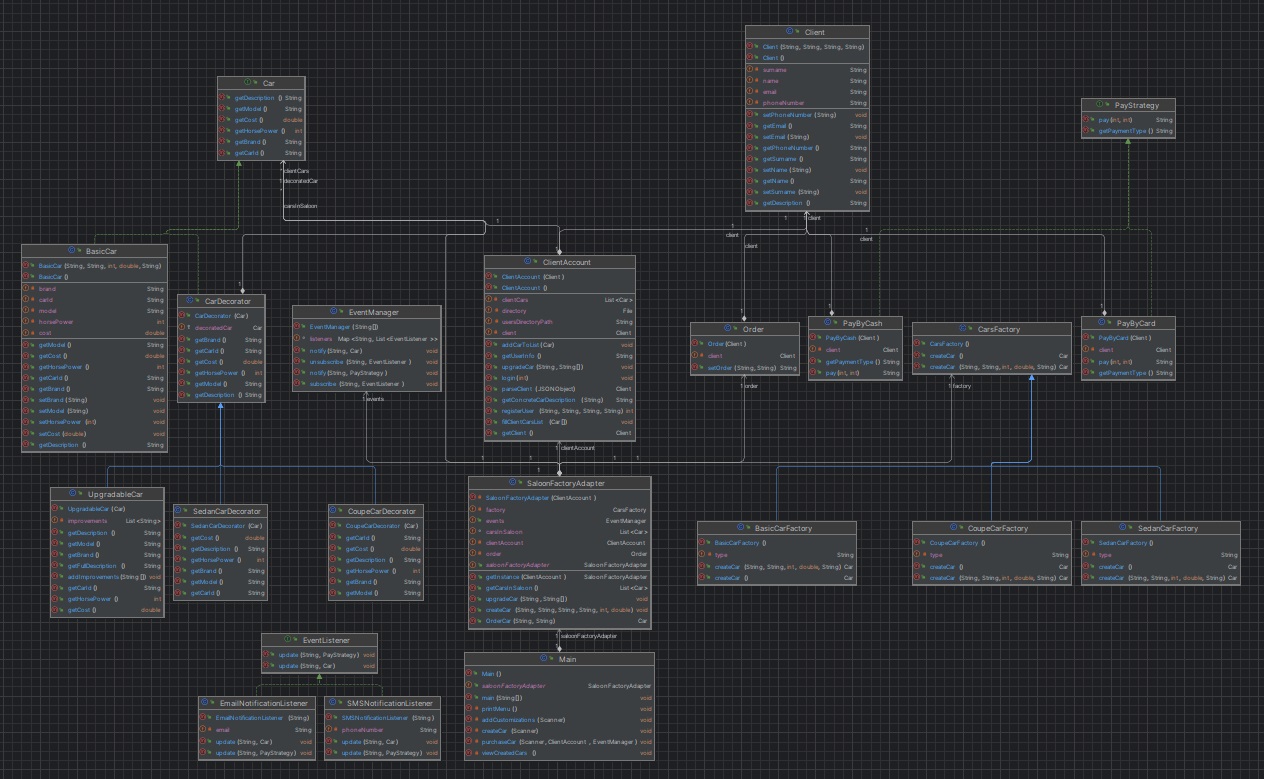 Client
Client (String, String, String, String)
Client ()
surname String
name String
email String
phoneNumber String
setPhoneNumber (String) void
getEmail () String
setEmail (String) void
getPhoneNumber () String
getSurname () String
setName (String) void
getName () String
setSurname (String) void
getDescription () String
Car
getDescription () String
getModel () String
getCost () double
getHorsePower () int
getBrand () String
getCarId () String
PayStrategy
pay (int, int) String
getPaymentType () String
1 clientCars
1 decoratedCar
carsInSaloon
1
1
1 client
client
client
1
client
BasicCar
BasicCar (String, String, int, double, String)
BasicCar ()
brand String
carId String
model String
horsePower int
cost double
getModel () String
getCost () double
getHorsePower () int
getCarId () String
getBrand () String
setBrand (String) void
setModel (String) void
setHorsePower (int) void
setCost (double) void
getDescription () String
CarDecorator
CarDecorator (Car)
decoratedCar Car
cost double
getBrand () String
getCarId () String
getCost () double
getHorsePower () int
getModel () String
getDescription () String
EventManager
EventManager (String[])
listeners Map <String, List <EventListener >>
notify (String, Car) void
unsubscribe (String, EventListener ) void
notify (String, PayStrategy) void
subscribe (String, EventListener ) void
1 events
ClientAccount
ClientAccount (Client )
ClientAccount ()
clientCars List <Car>
directory File
usersDirectoryPath String
client Client
addCarToList (Car) void
getUserInfo () String
upgradeCar (String, String[]) void
login (int) void
parseClient (JSONObject) Client
getConcreteCarDescription (String) String
registerUser (String, String, String, String) int
fillClientCarsList (Car[]) void
getClient () Client
1 clientAccount
Order
Order (Client )
client Client
setOrder (String, String) String
1 order
PayByCash
PayByCash (Client )
client Client
getPaymentType () String
pay (int, int) String
CarsFactory
CarsFactory ()
createCar () Car
createCar (String, String, int, double, String) Car
1 factory
PayByCard
PayByCard (Client )
client Client
pay (int, int) String
getPaymentType () String
1
1
1
1
1
UpgradableCar
UpgradableCar (Car)
improvements List <String>
getDescription () String
getModel () String
getBrand () String
getFullDescription () String
addImprovements (String []) void
getCarId () String
getHorsePower () int
getCost () double
SedanCarDecorator
SedanCarDecorator (Car)
getCost () double
getDescription () String
getHorsePower () int
getBrand () String
getModel () String
getCarId () String
CoupeCarDecorator
CoupeCarDecorator (Car)
getCarId () String
getCost () double
getDescription () String
getHorsePower () int
getBrand () String
getModel () String
SaloonFactoryAdapter
SaloonFactoryAdapter (ClientAccount )
factory CarsFactory
events EventManager
carsInSaloon List <Car>
clientAccount ClientAccount
order Order
saloonFactoryAdapter SaloonFactoryAdapter
getInstance (ClientAccount ) SaloonFactoryAdapter
getCarsInSaloon () List <Car>
upgradeCar (String, String[]) void
createCar (String, String, String, String, int, double) void
OrderCar (String, String) Car
1 saloonFactoryAdapter
BasicCarFactory
BasicCarFactory ()
type String
createCar (String, String, int, double, String) Car
createCar () Car
CoupeCarFactory
CoupeCarFactory ()
type String
createCar () Car
createCar (String, String, int, double, String) Car
SedanCarFactory
SedanCarFactory ()
type String
createCar () Car
createCar (String, String, int, double, String) Car
EventListener
update (String, PayStrategy) void
update (String, Car) void
EmailNotificationListener
EmailNotificationListener (String)
email String
update (String, Car) void
update (String, PayStrategy) void
SMSNotificationListener
SMSNotificationListener (String )
phoneNumber String
update (String, Car) void
update (String, PayStrategy) void
Main
Main ()
saloonFactoryAdapter SaloonFactoryAdapter
main (String[]) void
printMenu () void
addCustomizations (Scanner) void
createCar (Scanner) void
purchaseCar (Scanner, ClientAccount , EventManager ) void
viewCreatedCars () void